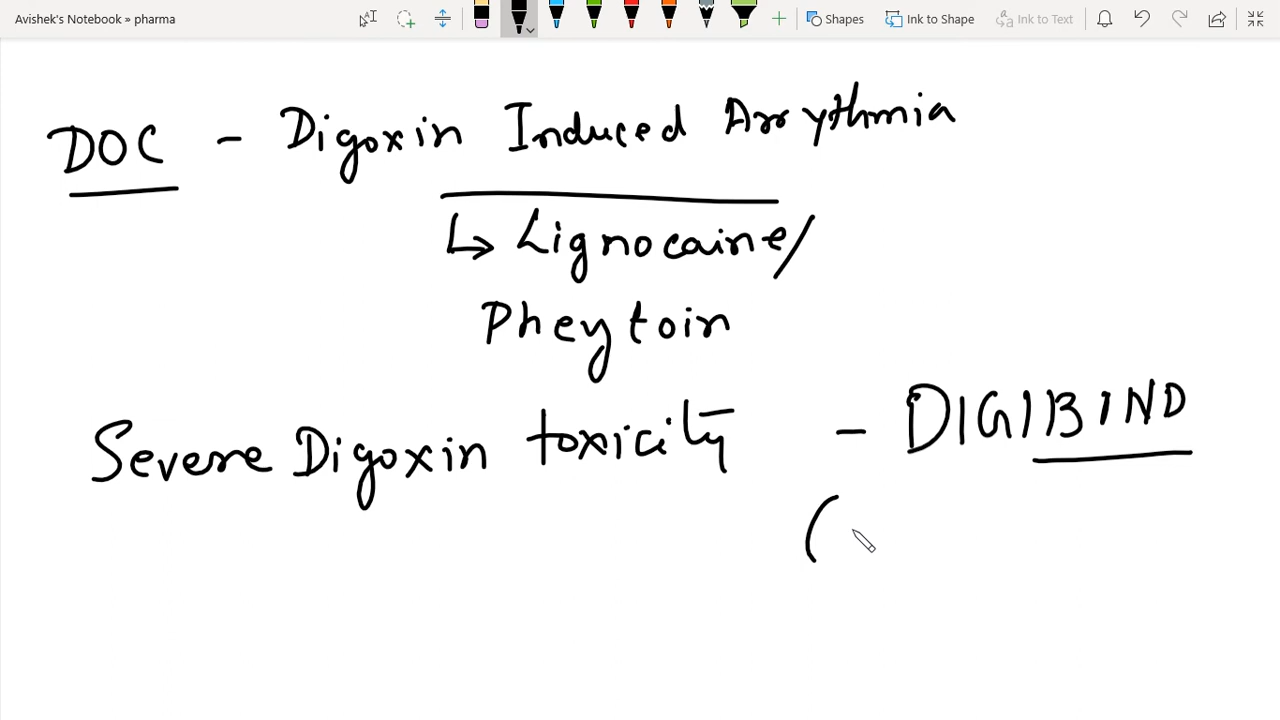 Avishek's Notebook » pharma
Shapes
Ink to Shape
Ink to Text
DOC - Digoxin Induced Arrythmia
↳ Lignocaine/
Pheytoin
Severe Digoxin toxicity - DIGIBIND
(